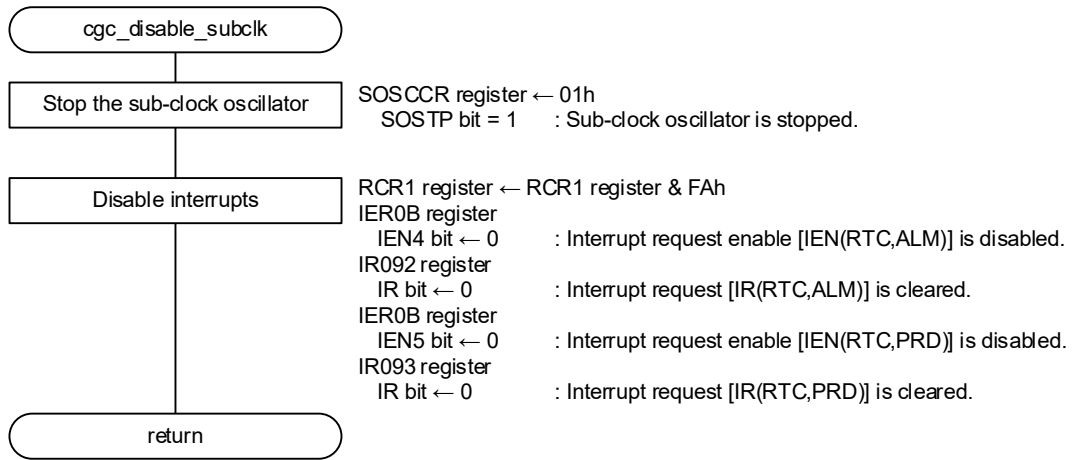 cgc_disable_subclk
Stop the sub-clock oscillator
SOSCCR register ← 01h
SOSTP bit = 1 : Sub-clock oscillator is stopped.
Disable interrupts
RCR1 register ← RCR1 register & FAh
IER0B register
IEN4 bit ← 0 : Interrupt request enable [IEN(RTC,ALM)] is disabled.
IR092 register
IR bit ← 0 : Interrupt request [IR(RTC,ALM)] is cleared.
IER0B register
IEN5 bit ← 0 : Interrupt request enable [IEN(RTC,PRD)] is disabled.
IR093 register
IR bit ← 0 : Interrupt request [IR(RTC,PRD)] is cleared.
return